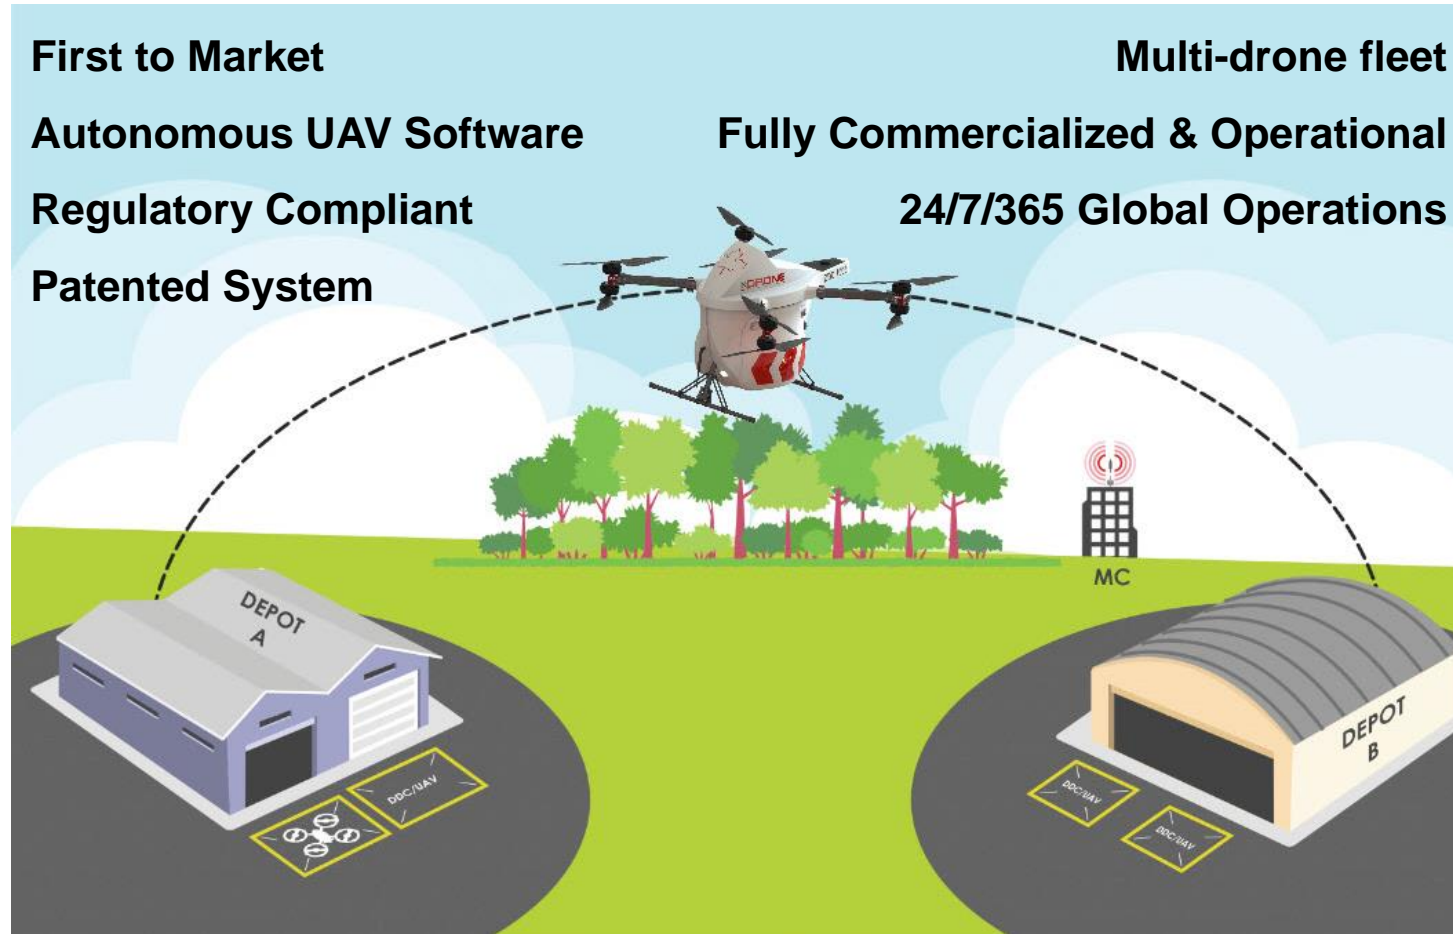 First to Market
Autonomous UAV Software
Regulatory Compliant
Patented System
Multi-drone fleet
Fully Commercialized & Operational
24/7/365 Global Operations
DRONE
MC
DEPOT
A
DDC/UAV
DEPOT
B
DDC/UAV
DDC/UAV